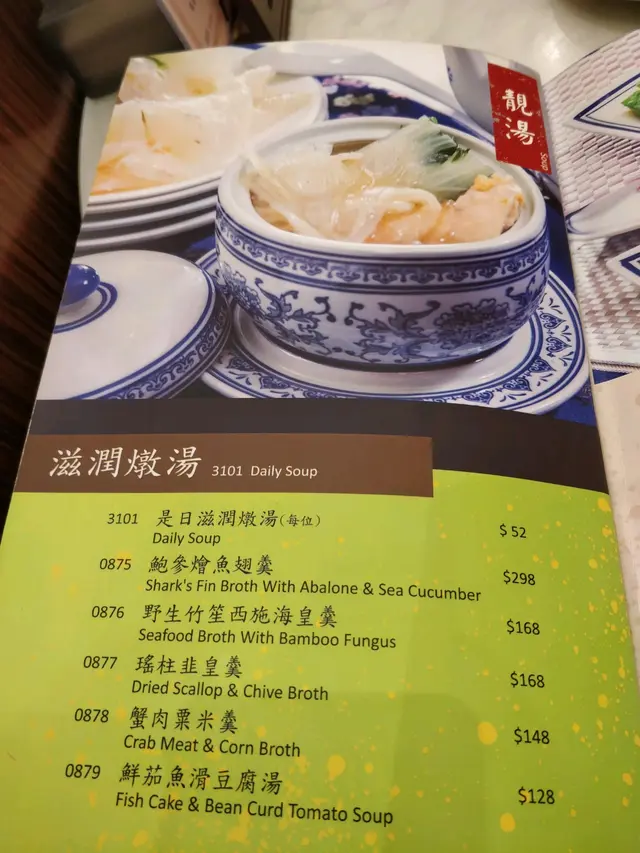 靚湯
Soup
滋潤燉湯 3101 Daily Soup
3101 是日滋潤燉湯(每位) $52
Daily Soup
0875 鮑參燴魚翅羹 $298
Shark's Fin Broth With Abalone & Sea Cucumber
0876 野生竹笙西施海皇羹 $168
Seafood Broth With Bamboo Fungus
0877 瑤柱韭皇羹 $168
Dried Scallop & Chive Broth
0878 蟹肉粟米羹 $148
Crab Meat & Corn Broth
0879 鮮茄魚滑豆腐湯 $128
Fish Cake & Bean Curd Tomato Soup